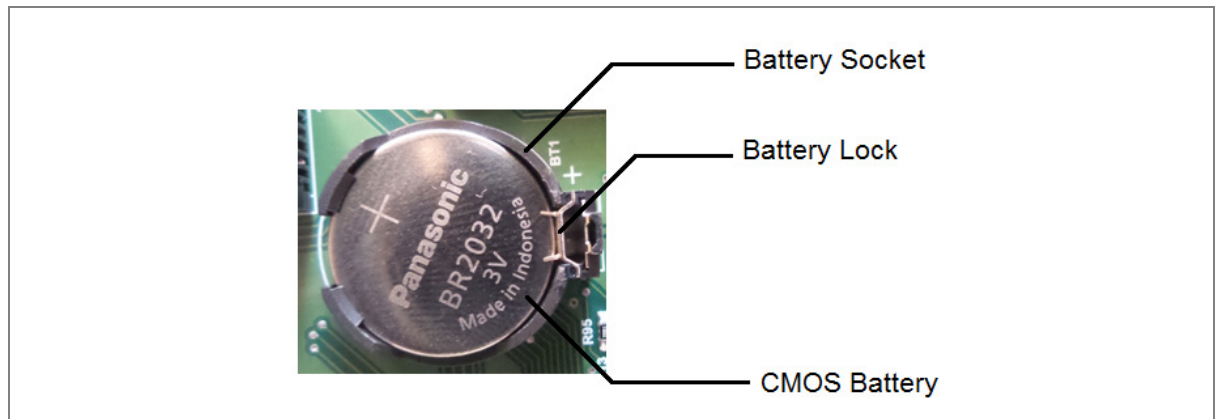 Battery Socket
BT1
+
Battery Lock
+
Panasonic
BR2032
3V
Made in Indonesia
R95
CMOS Battery